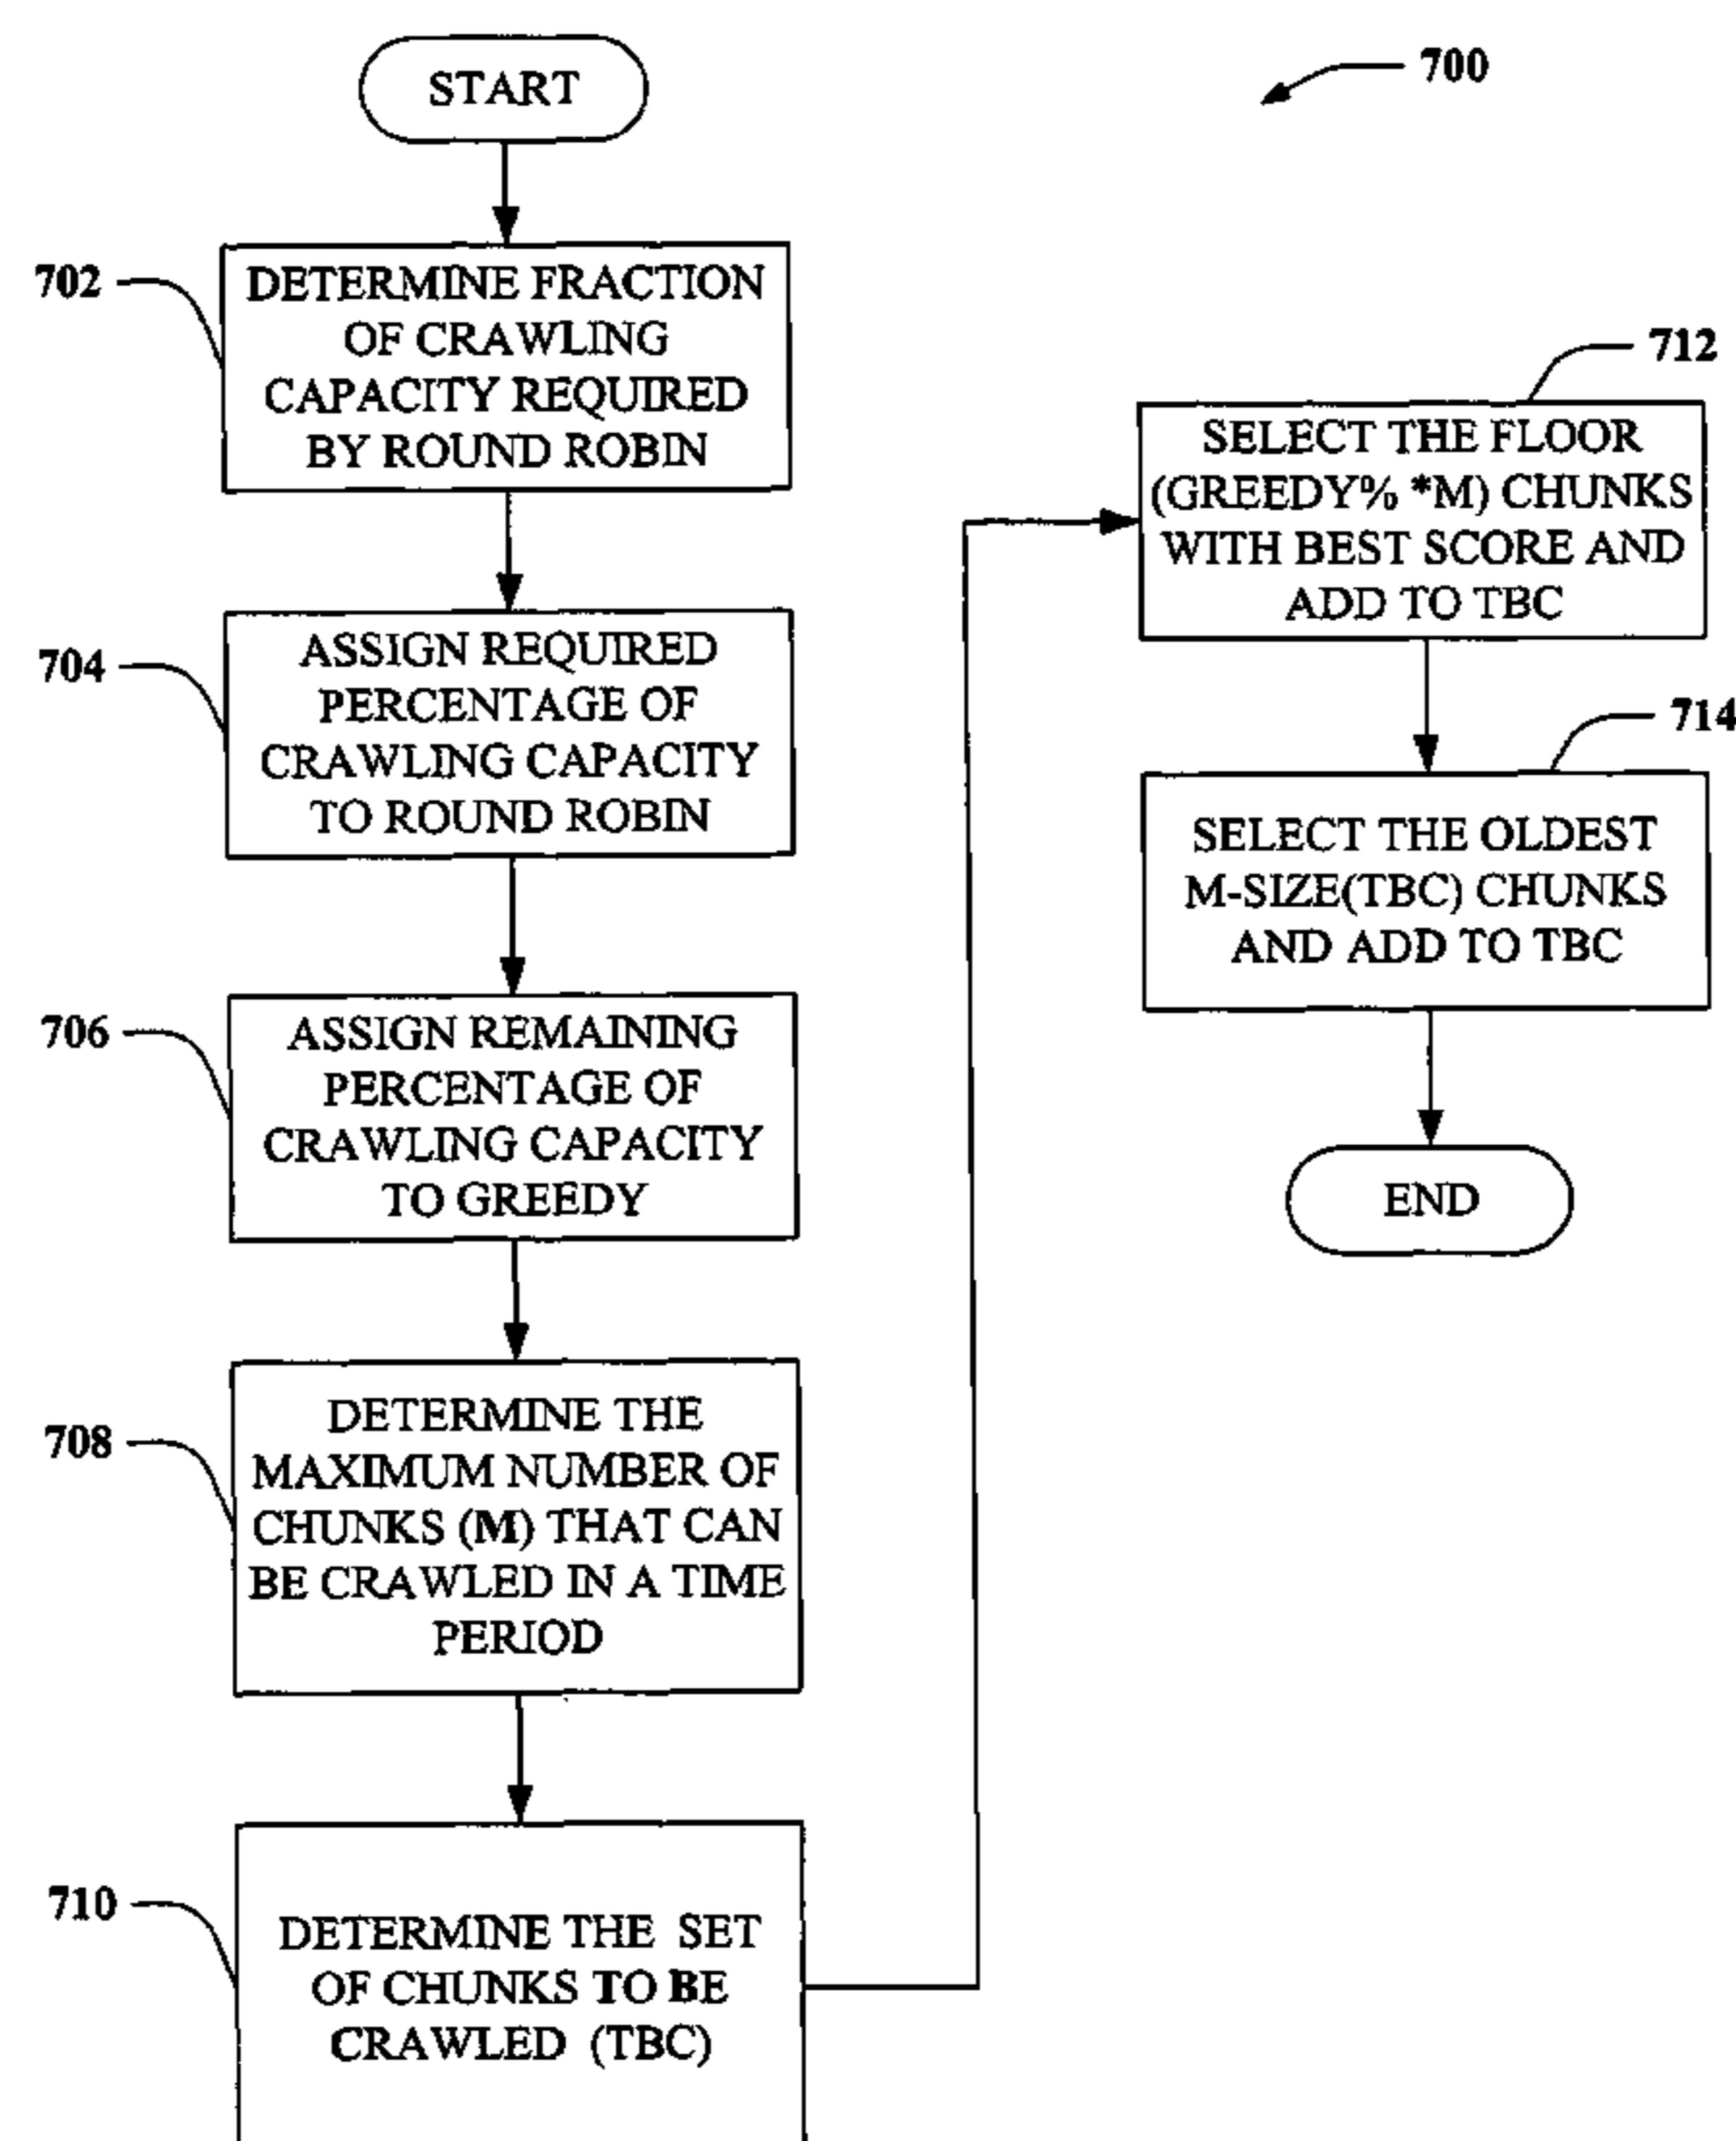 START
700
702
DETERMINE FRACTION
OF CRAWLING
CAPACITY REQUIRED
BY ROUND ROBIN
704
ASSIGN REQUIRED
PERCENTAGE OF
CRAWLING CAPACITY
TO ROUND ROBIN
706
ASSIGN REMAINING
PERCENTAGE OF
CRAWLING CAPACITY
TO GREEDY
708
DETERMINE THE
MAXIMUM NUMBER OF
CHUNKS (M) THAT CAN
BE CRAWLED IN A TIME
PERIOD
710
DETERMINE THE SET
OF CHUNKS TO BE
CRAWLED (TBC)
712
SELECT THE FLOOR
(GREEDY% *M) CHUNKS
WITH BEST SCORE AND
ADD TO TBC
714
SELECT THE OLDEST
M-SIZE(TBC) CHUNKS
AND ADD TO TBC
END